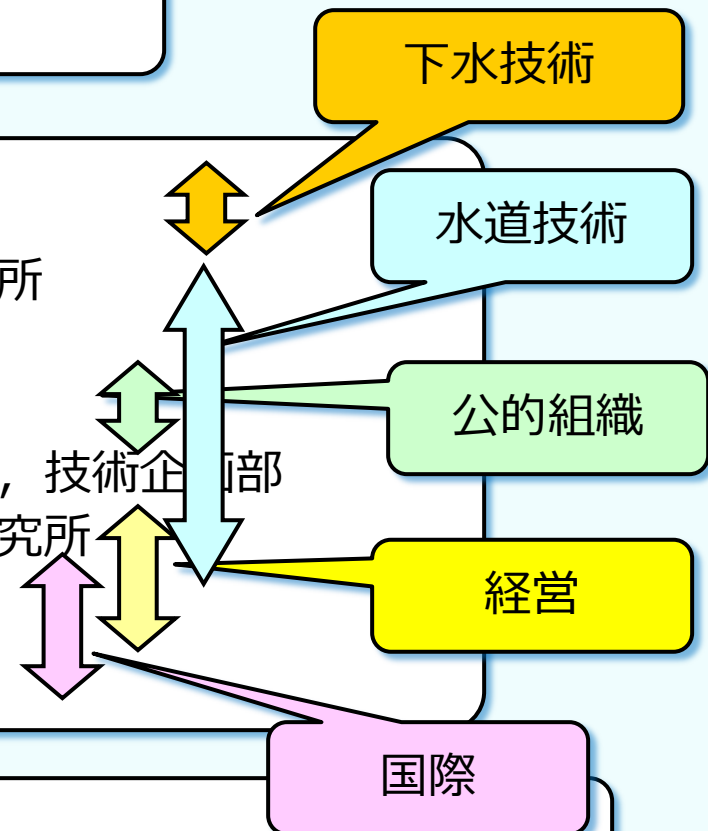 下水技術
水道技術
所
公的組織
, 技術企画部
究所
経営
国際